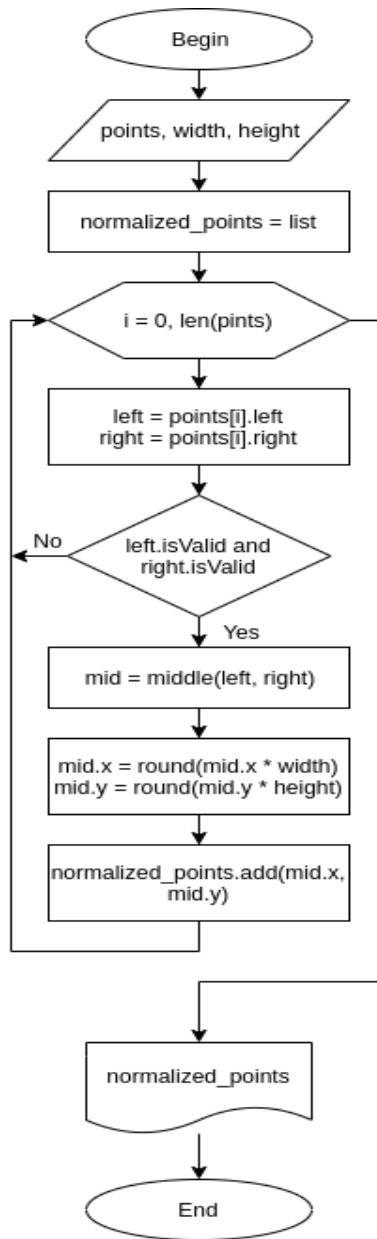 Begin
points, width, height
normalized_points = list
i = 0, len(pints)
left = points[i].left
right = points[i].right
No
left.isValid and
right.isValid
Yes
mid = middle(left, right)
mid.x = round(mid.x * width)
mid.y = round(mid.y * height)
normalized_points.add(mid.x,
mid.y)
normalized_points
End